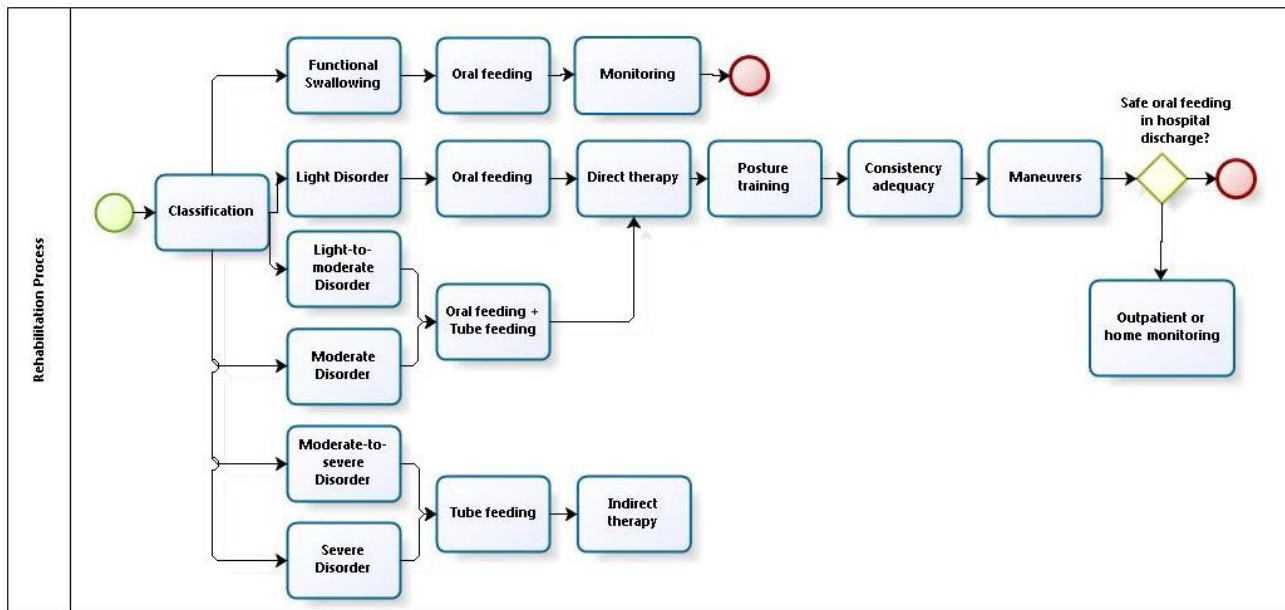 Rehabilitation Process
Classification
Functional
Swallowing
Oral feeding
Monitoring
Light Disorder
Oral feeding
Direct therapy
Posture
training
Consistency
adequacy
Maneuvers
Safe oral feeding
in hospital
discharge?
Outpatient or
home monitoring
Light-to-
moderate
Disorder
Moderate
Disorder
Oral feeding +
Tube feeding
Moderate-to-
severe
Disorder
Severe
Disorder
Tube feeding
Indirect
therapy